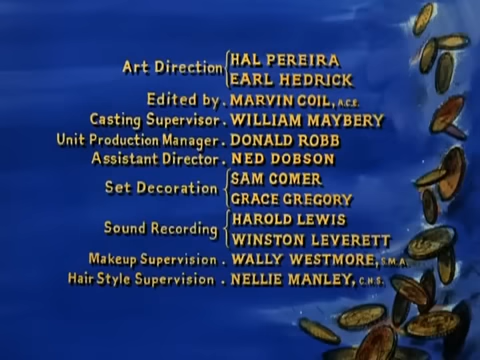 Art Direction { HAL PEREIRA
EARL HEDRICK
Edited by. MARVIN COIL, A.C.E.
Casting Supervisor. WILLIAM MAYBERY
Unit Production Manager. DONALD ROBB
Assistant Director. NED DOBSON
Set Decoration { SAM COMER
GRACE GREGORY
Sound Recording { HAROLD LEWIS
WINSTON LEVERETT
Makeup Supervision. WALLY WESTMORE, S.M.A.
Hair Style Supervision. NELLIE MANLEY, C.H.S.